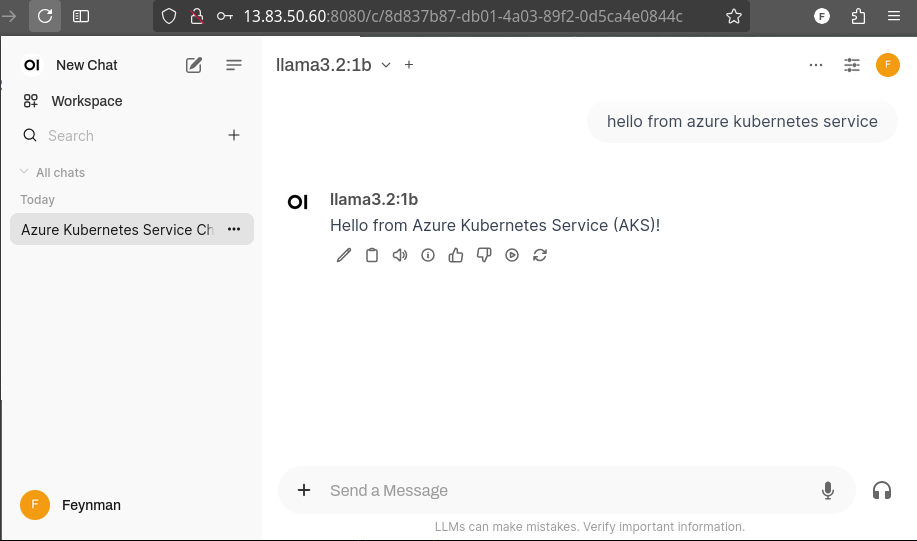 13.83.50.60:8080/c/8d837b87-db01-4a03-89f2-0d5ca4e0844c
F
OI New Chat
Workspace
Search
All chats
Today
Azure Kubernetes Service Ch
F Feynman
llama3.2:1b
F
hello from azure kubernetes service
OI llama3.2:1b
Hello from Azure Kubernetes Service (AKS)!
Send a Message
LLMs can make mistakes. Verify important information.